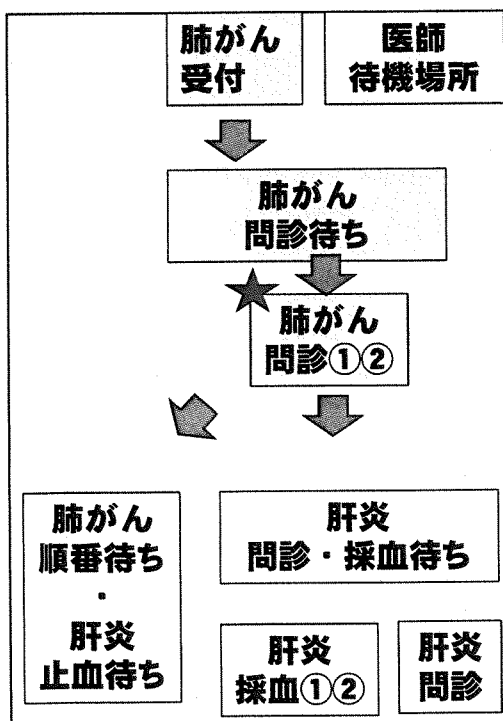 肺がん
受付
医師
待機場所
肺がん
問診待ち
肺がん
問診①②
肺がん
順番待ち
・
肝炎
止血待ち
肝炎
問診・採血待ち
肝炎
採血①②
肝炎
問診